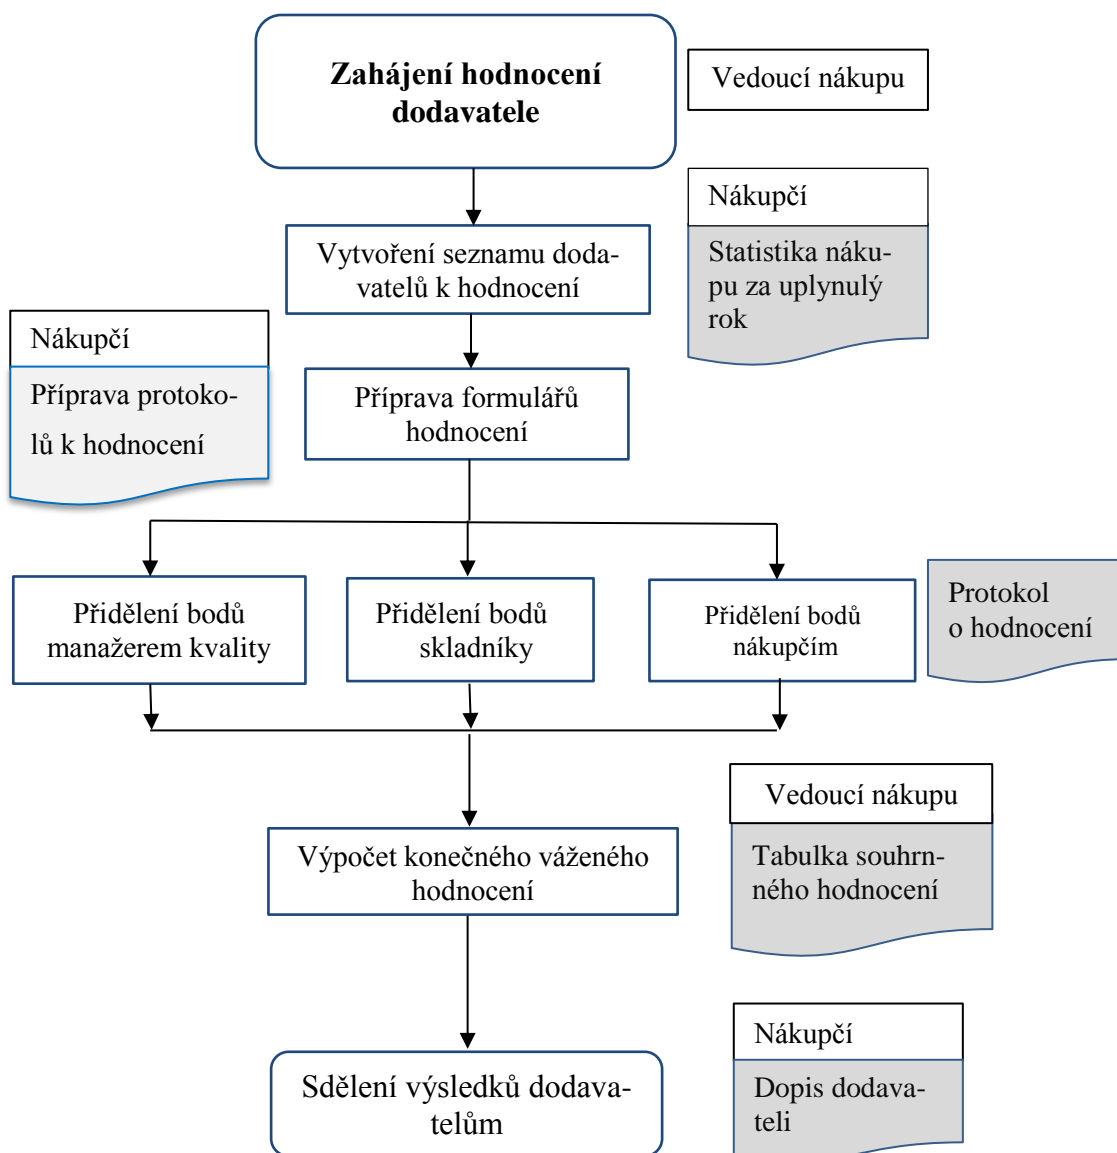 Zahájení hodnocení
dodavatele
Vedoucí nákupu
Nákupčí
Statistika náku-
pu za uplynulý
rok
Vytvoření seznamu doda-
vatelů k hodnocení
Nákupčí
Příprava protoko-
lů k hodnocení
Příprava formulářů
hodnocení
Přidělení bodů
manažerem kvality
Přidělení bodů
skladníky
Přidělení bodů
nákupčím
Protokol
o hodnocení
Vedoucí nákupu
Tabulka souhrn-
ného hodnocení
Výpočet konečného váženého
hodnocení
Nákupčí
Dopis dodava-
teli
Sdělení výsledků dodava-
telům